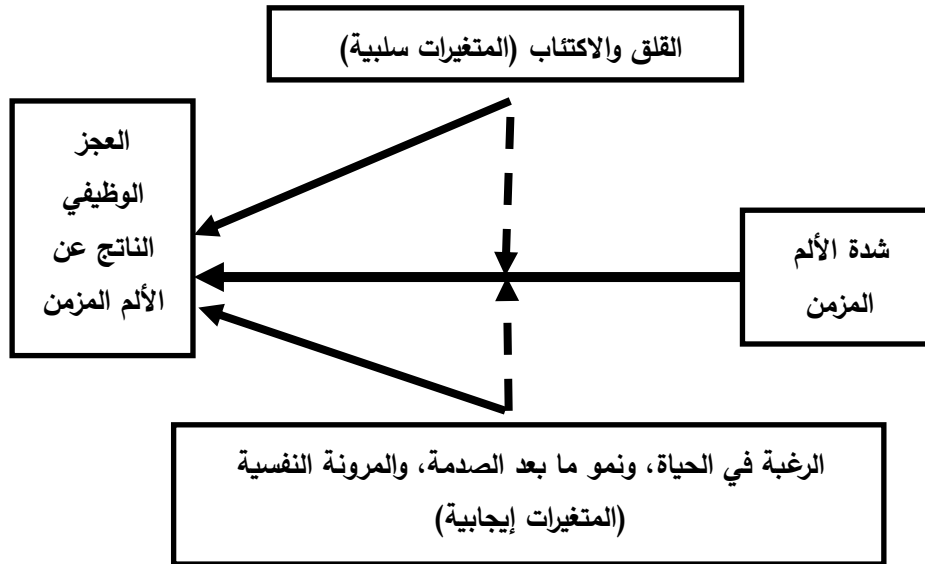 القلق والاكتئاب (المتغيرات سلبية)
شدة الألم
المزمن
العجز
الوظيفي
الناتج عن
الألم المزمن
الرغبة في الحياة، ونمو ما بعد الصدمة، والمرونة النفسية
(المتغيرات إيجابية)